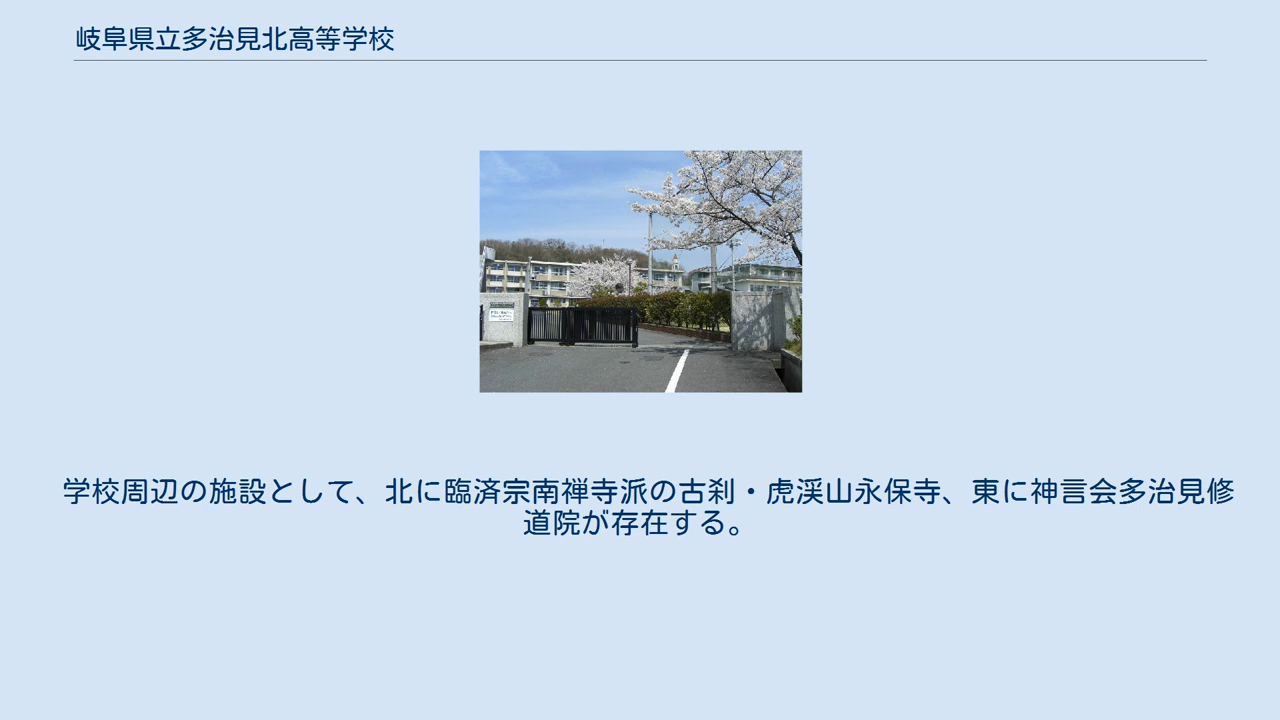 岐阜県立多治見北高等学校
学校周辺の施設として、北に臨済宗南禅寺派の古刹・虎渓山永保寺、東に神言会多治見修
道院が存在する。